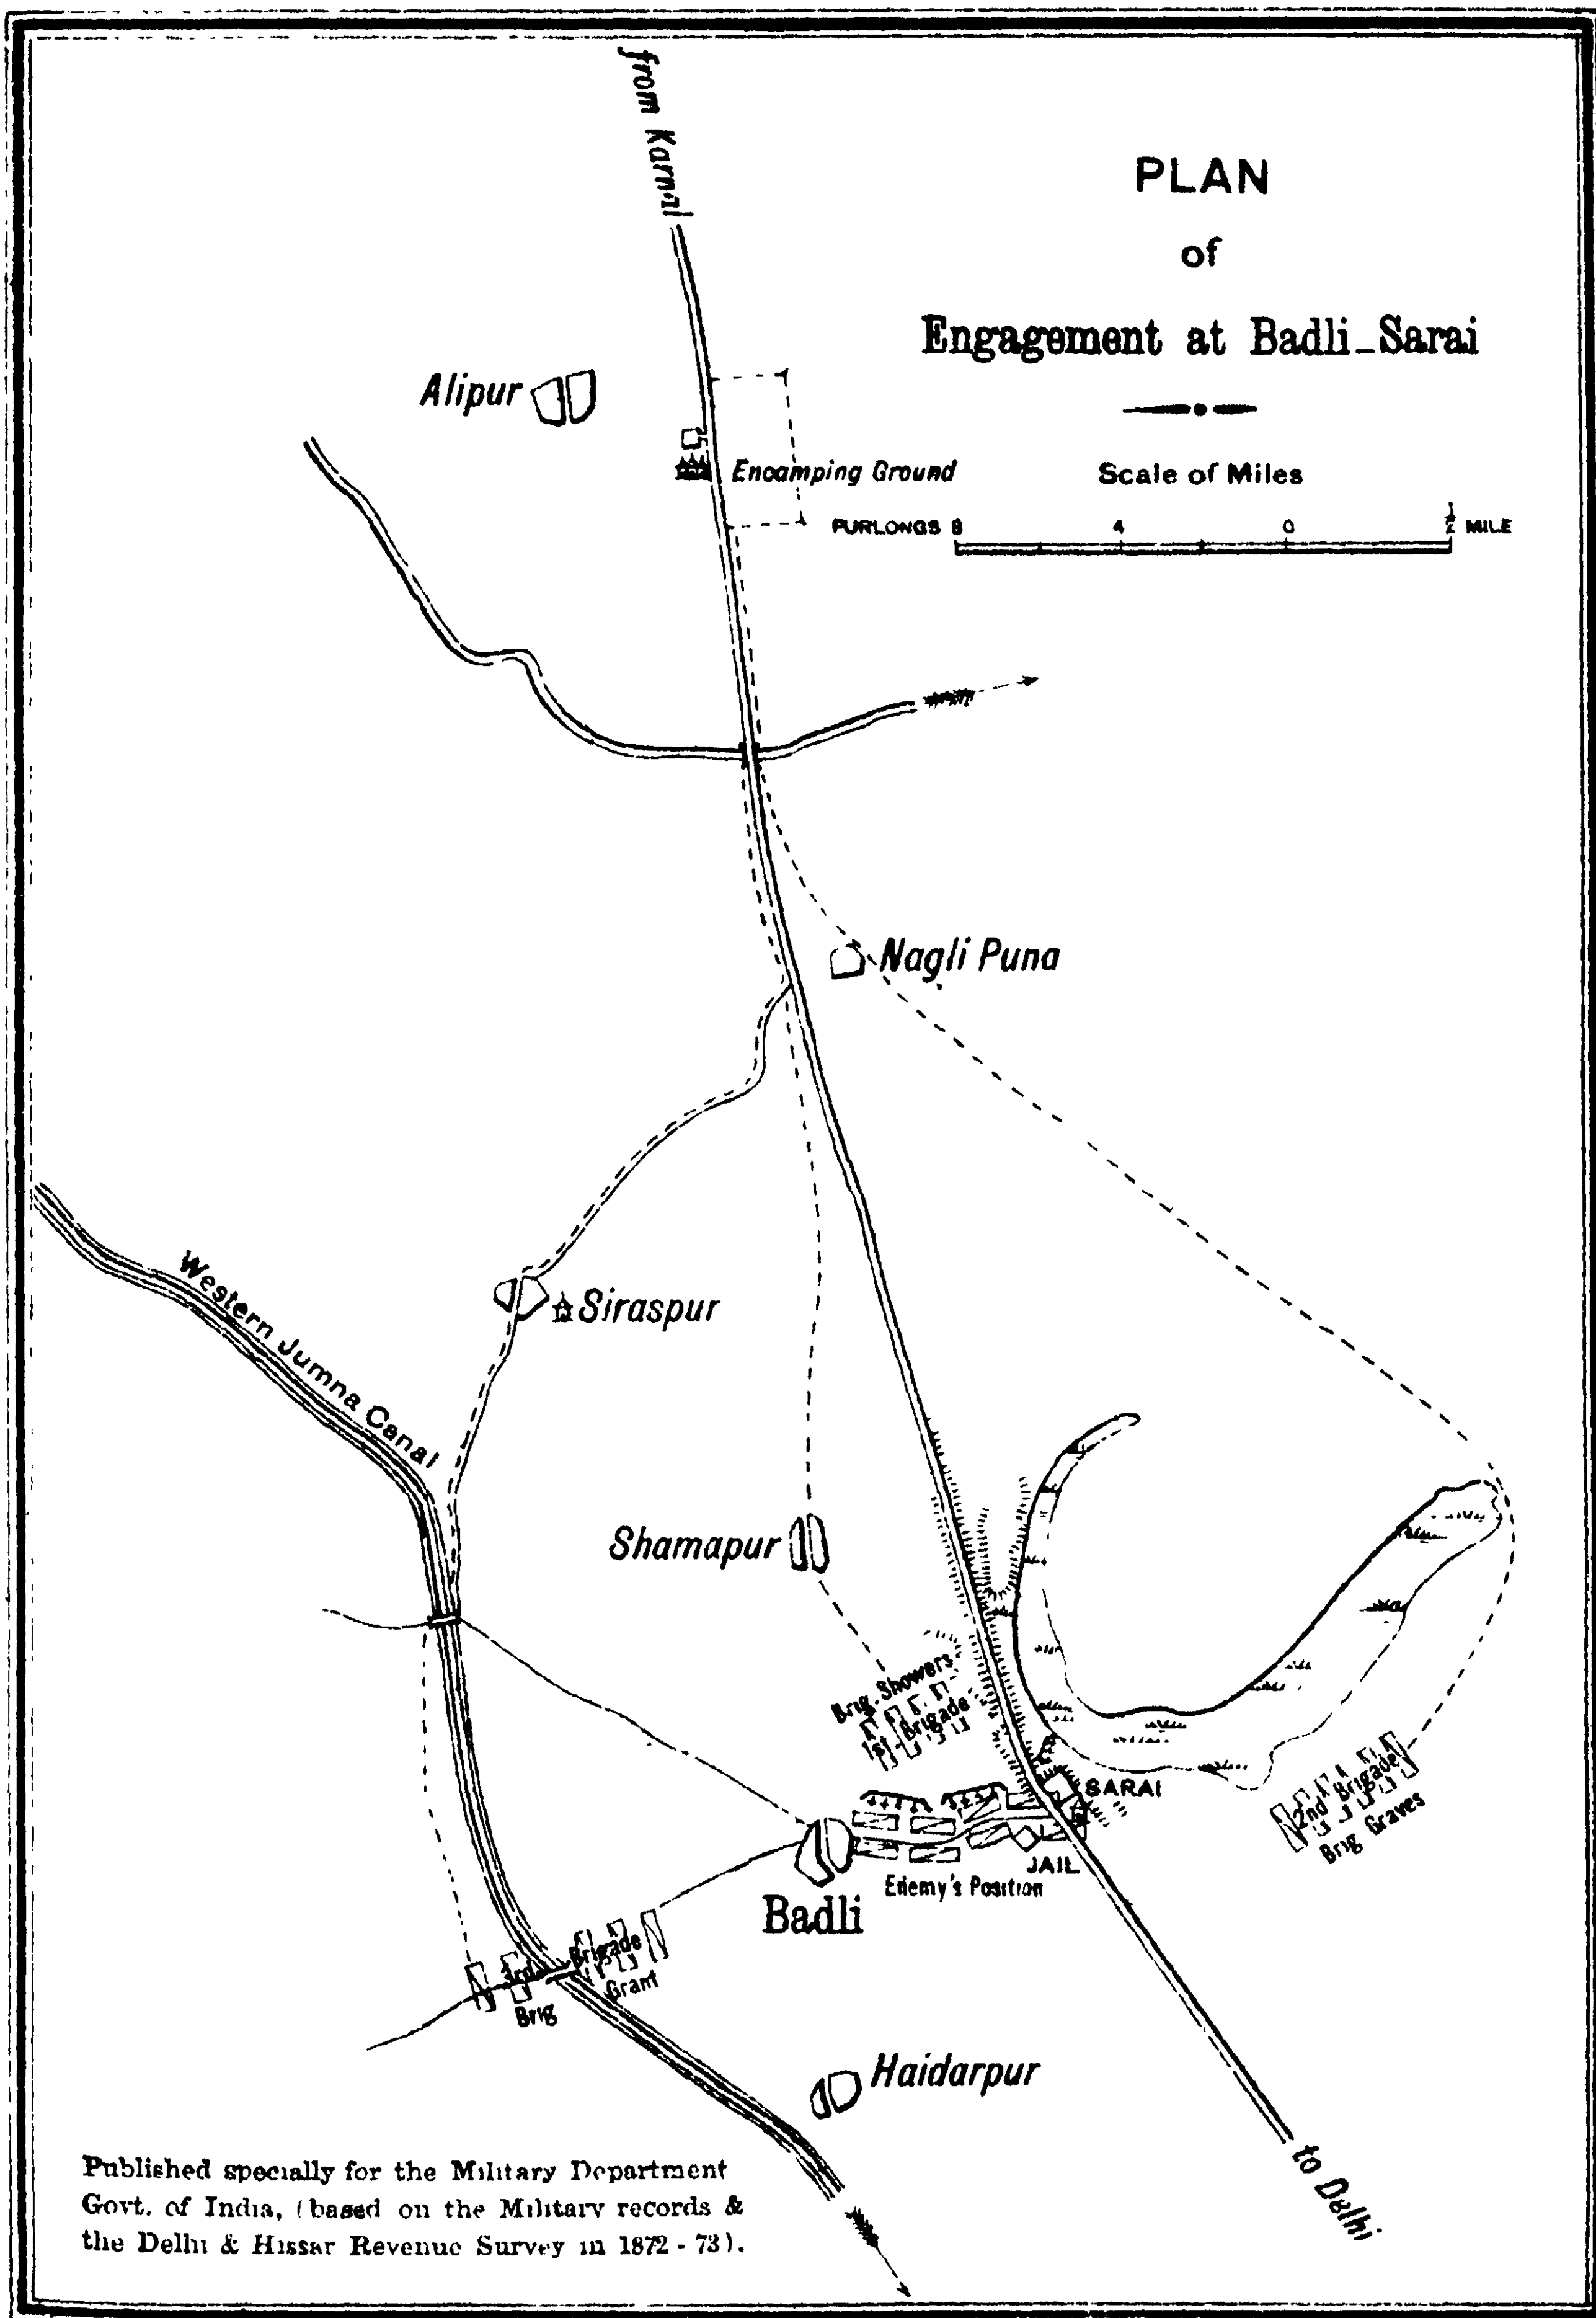 from Karnal
PLAN
of
Engagement at Badli_Sarai
Alipur
Encamping Ground
Scale of Miles
FURLONGS 8 4 0 ½ MILE
Nagli Puna
Western Jumna Canal
Siraspur
Shamapur
Brig. Showers
1st Brigade
SARAI
2nd Brigade
Brig Graves
JAIL
Enemy's Position
Badli
3rd Brigade
Brig Grant
Haidarpur
to Delhi
Published specially for the Military Department
Govt. of India, (based on the Military records &
the Delhi & Hissar Revenue Survey in 1872 - 73).